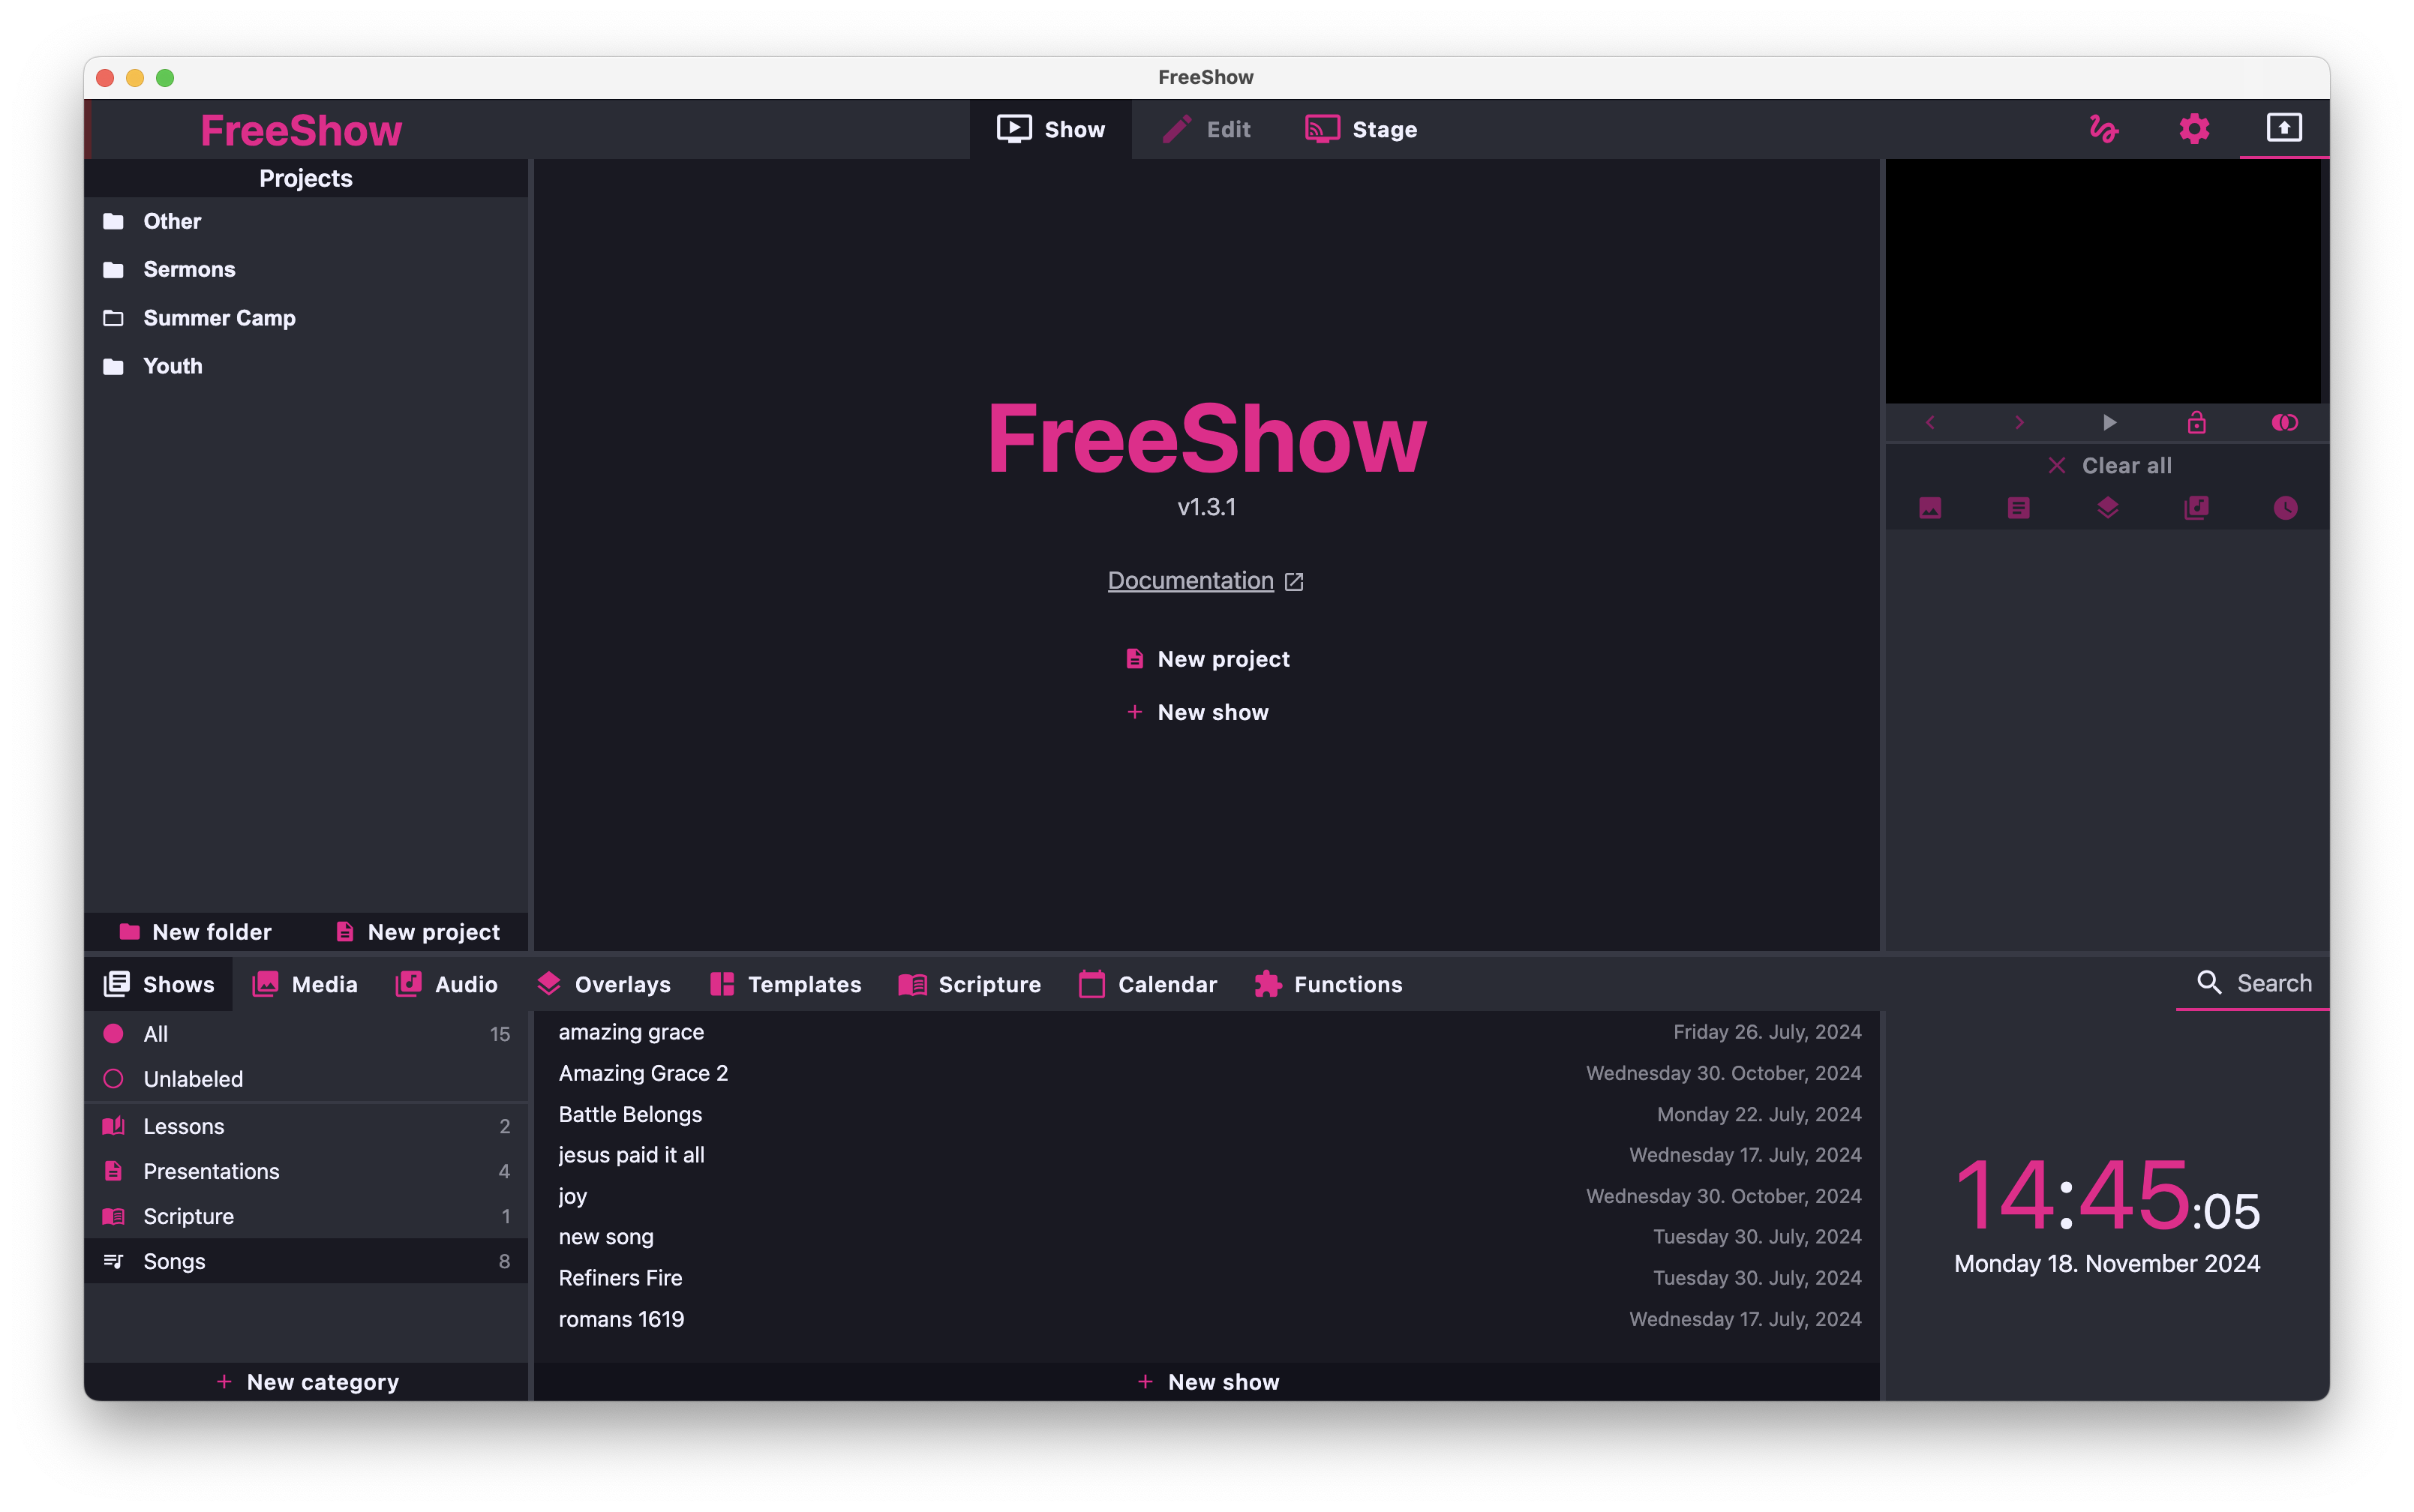 FreeShow
FreeShow
Show
Edit
Stage
Projects
Other
Sermons
Summer Camp
Youth
New folder
New project
FreeShow
v1.3.1
Documentation
New project
New show
Clear all
Shows
Media
Audio
Overlays
Templates
Scripture
Calendar
Functions
Search
All 15
Unlabeled
Lessons 2
Presentations 4
Scripture 1
Songs 8
New category
amazing grace Friday 26. July, 2024
Amazing Grace 2 Wednesday 30. October, 2024
Battle Belongs Monday 22. July, 2024
jesus paid it all Wednesday 17. July, 2024
joy Wednesday 30. October, 2024
new song Tuesday 30. July, 2024
Refiners Fire Tuesday 30. July, 2024
romans 1619 Wednesday 17. July, 2024
New show
14:45:05
Monday 18. November 2024